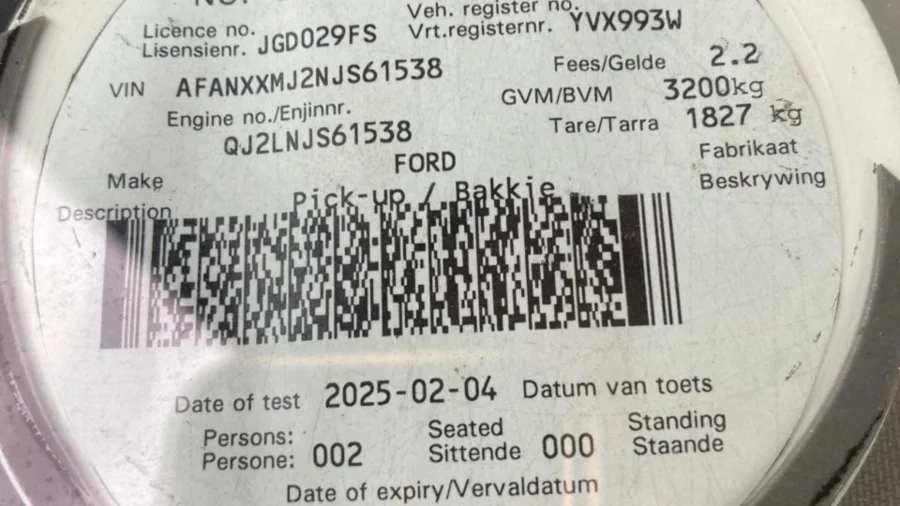 NO.
Licence no. JGD029FS Veh. register no. YVX993W
Lisensienr. Vrt.registernr.
VIN AFANXXMJ2NJS61538 Fees/Gelde 2.2
Engine no./Enjinnr. GVM/BVM 3200kg
QJ2LNJS61538 Tare/Tarra 1827 kg
Make FORD Fabrikaat
Description Pick-up / Bakkie Beskrywing
Date of test 2025-02-04 Datum van toets
Persons: Seated Standing
Persone: 002 Sittende 000 Staande
Date of expiry/Vervaldatum